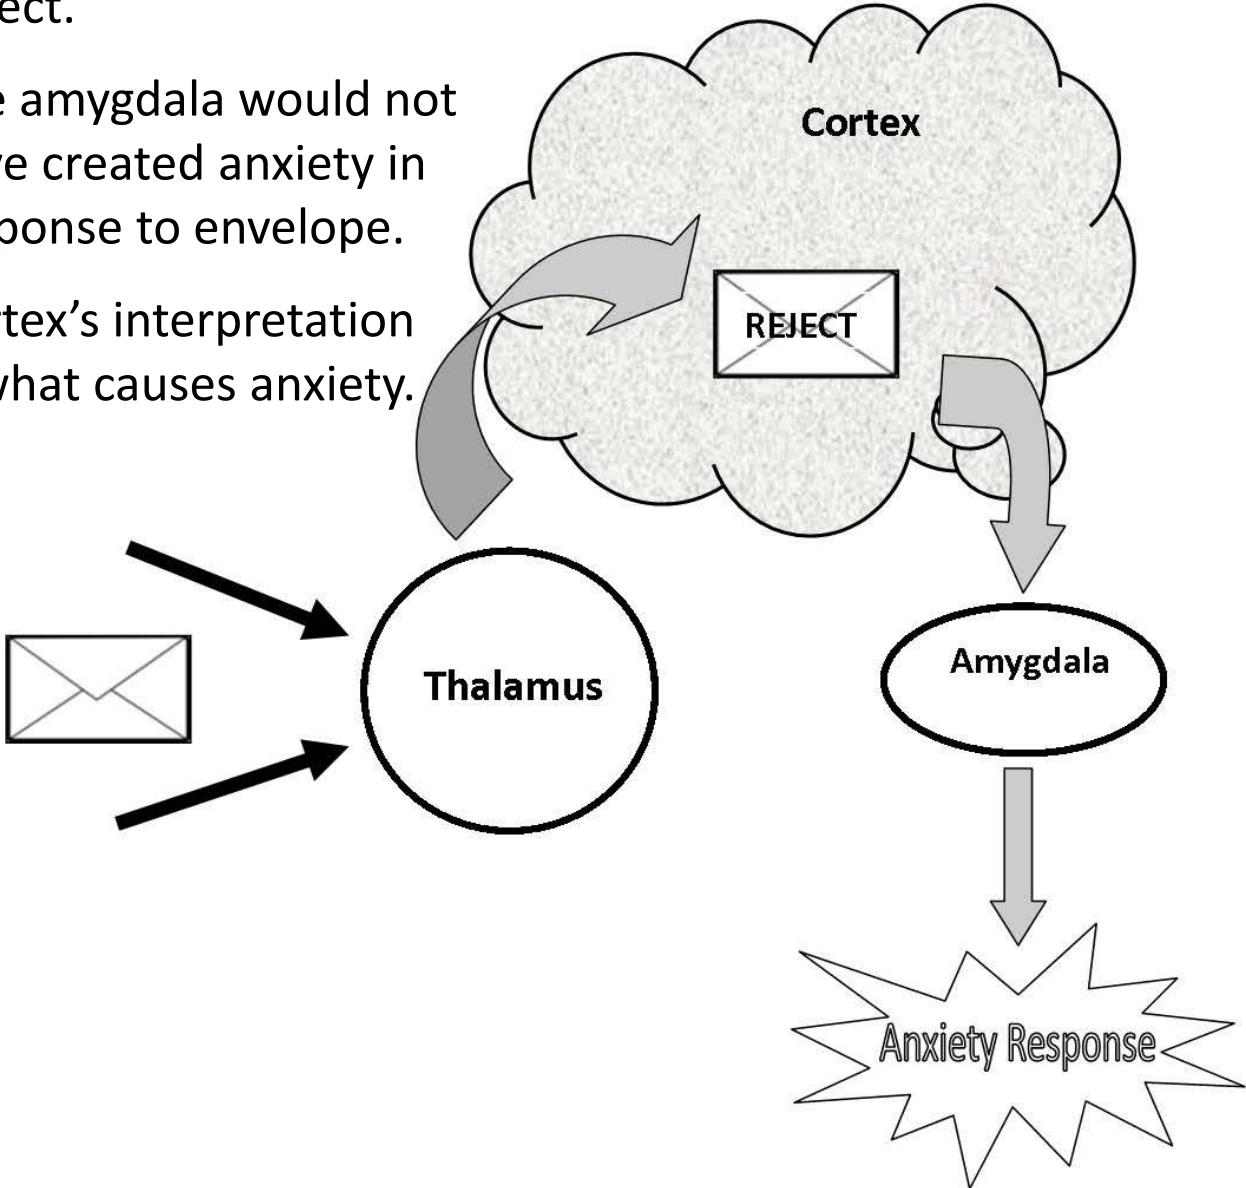 ect.
e amygdala would not
ve created anxiety in
ponse to envelope.
rtex’s interpretation
what causes anxiety.
Cortex
REJECT
Thalamus
Amygdala
Anxiety Response